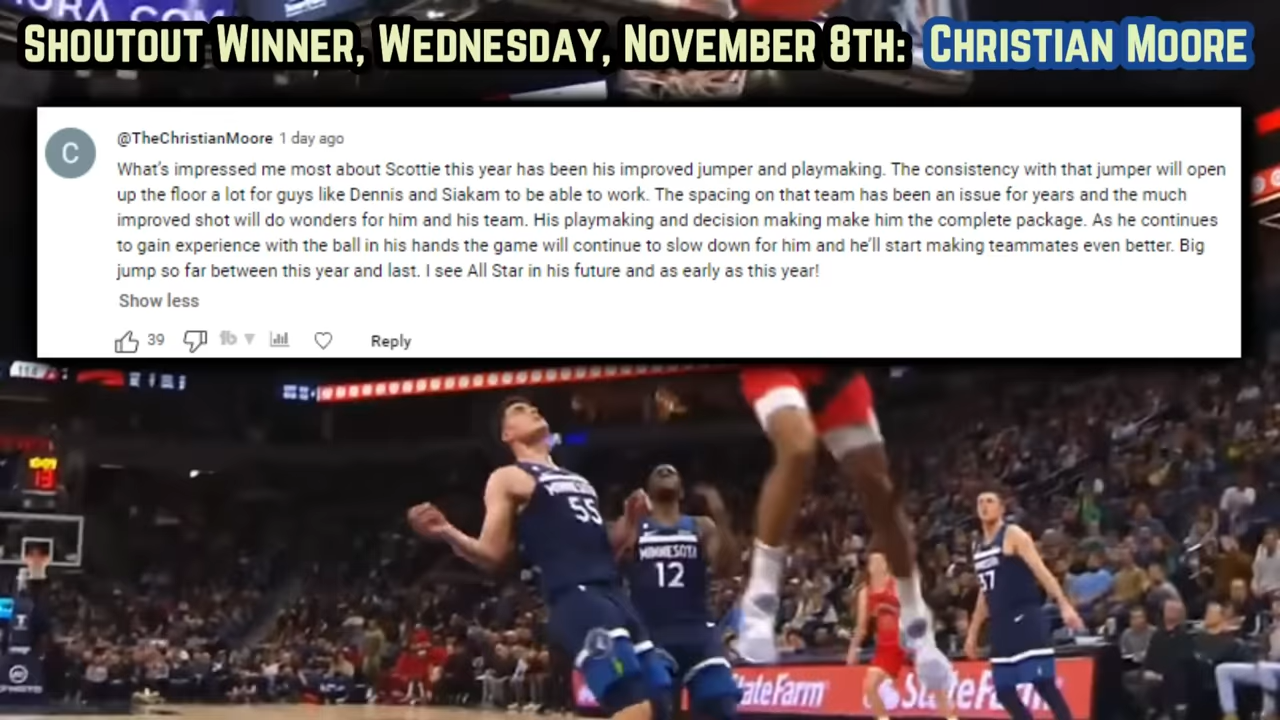 GRA.COM
SHOUTOUT WINNER, WEDNESDAY, NOVEMBER 8TH: CHRISTIAN MOORE
C
@TheChristianMoore 1 day ago
What's impressed me most about Scottie this year has been his improved jumper and playmaking. The consistency with that jumper will open
up the floor a lot for guys like Dennis and Siakam to be able to work. The spacing on that team has been an issue for years and the much
improved shot will do wonders for him and his team. His playmaking and decision making make him the complete package. As he continues
to gain experience with the ball in his hands the game will continue to slow down for him and he'll start making teammates even better. Big
jump so far between this year and last. I see All Star in his future and as early as this year!
Show less
39
Reply
13
MINNESOTA
55
MINNESOTA
12
StateFarm
StateFarm